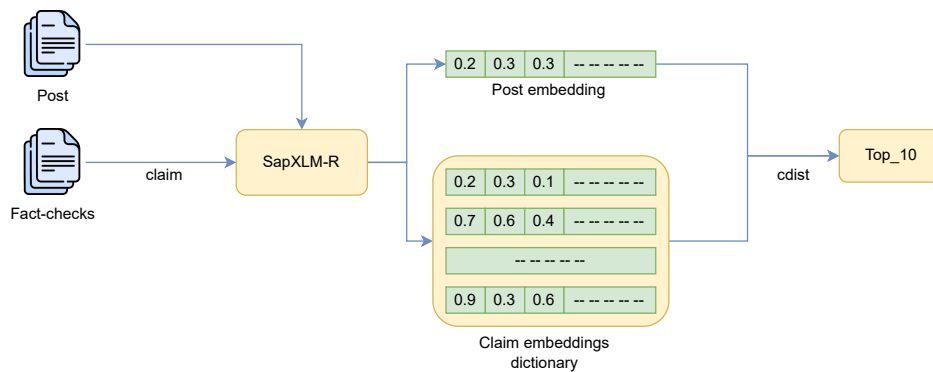 Post
Fact-checks
claim
SapXLM-R
0.2 0.3 0.3 -- -- -- -- --
Post embedding
0.2 0.3 0.1 -- -- -- -- --
0.7 0.6 0.4 -- -- -- -- --
-- -- -- -- --
0.9 0.3 0.6 -- -- -- -- --
Claim embeddings
dictionary
cdist
Top_10